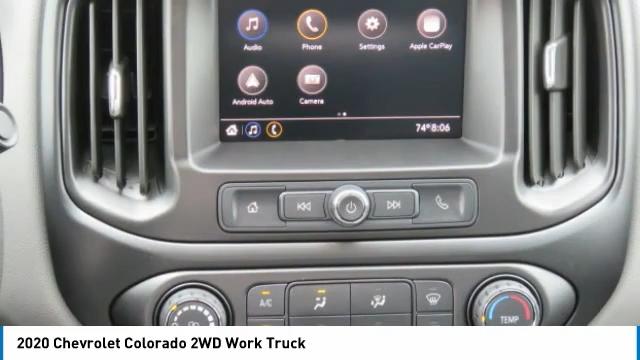 Audio Phone Settings Apple CarPlay
Android Auto Camera
74° 8:06
A/C
TEMP
2020 Chevrolet Colorado 2WD Work Truck